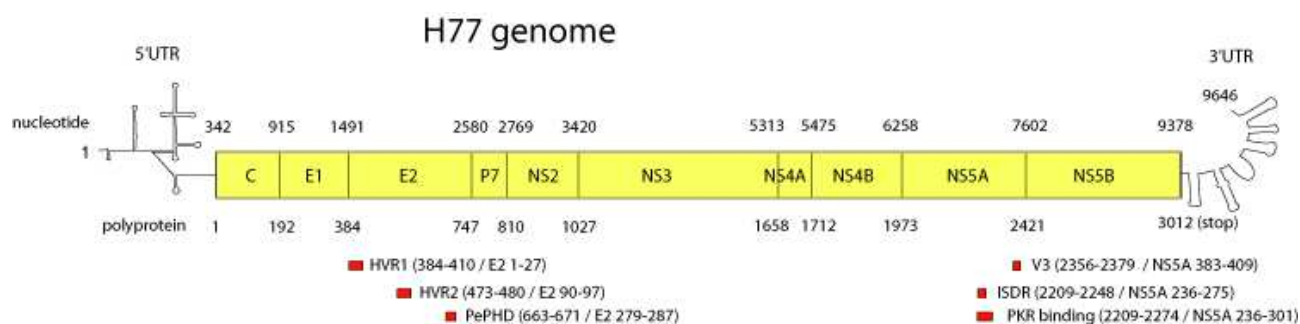 H77 genome
5'UTR
3'UTR
nucleotide
1
342 915 1491 2580 2769 3420 5313 5475 6258 7602 9378 9646
C E1 E2 P7 NS2 NS3 NS4A NS4B NS5A NS5B
polyprotein
1 192 384 747 810 1027 1658 1712 1973 2421 3012 (stop)
HVR1 (384-410 / E2 1-27)
HVR2 (473-480 / E2 90-97)
PePHD (663-671 / E2 279-287)
V3 (2356-2379 / NS5A 383-409)
ISDR (2209-2248 / NS5A 236-275)
PKR binding (2209-2274 / NS5A 236-301)